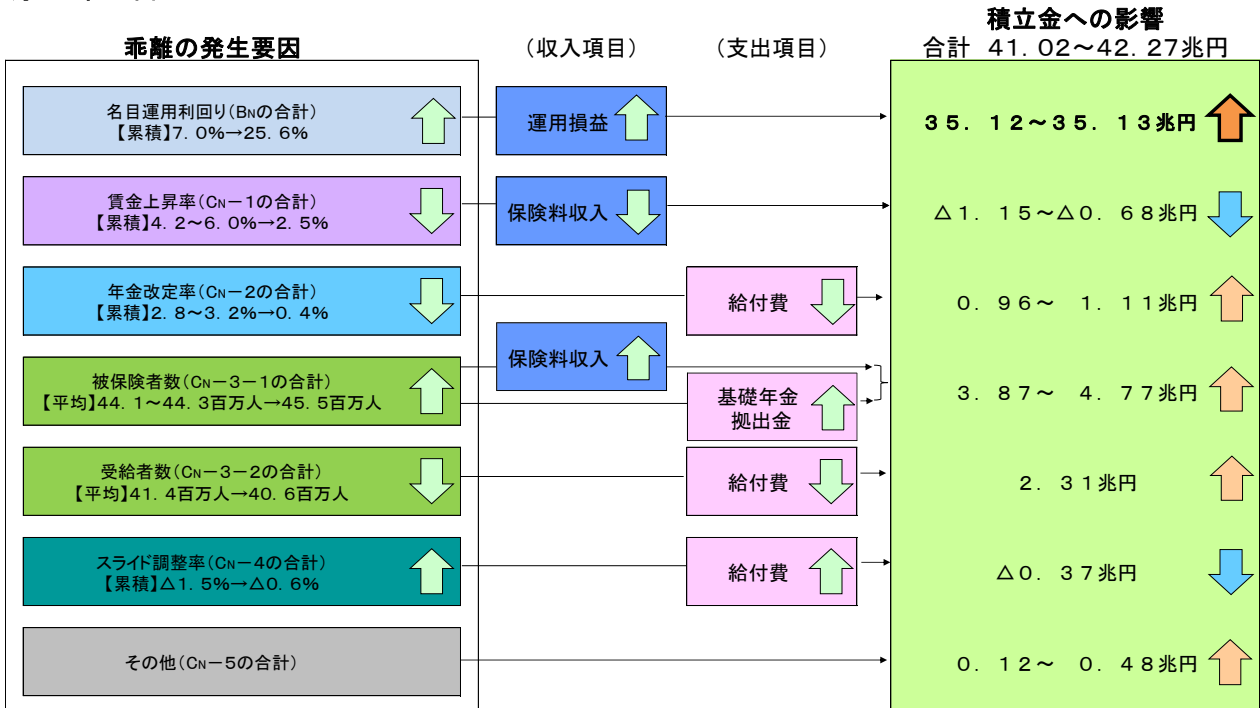 積立金への影響
乖離の発生要因
(収入項目)
(支出項目)
合計 41.02~42.27兆円
名目運用利回り(BNの合計)
【累積】7.0%→25.6%
運用損益
35.12~35.13兆円
賃金上昇率(CN-1の合計)
【累積】4.2~6.0%→2.5%
保険料収入
△1.15~△0.68兆円
年金改定率(CN-2の合計)
【累積】2.8~3.2%→0.4%
給付費
0.96~ 1.11兆円
被保険者数(CN-3-1の合計)
【平均】44.1~44.3百万人→45.5百万人
保険料収入
基礎年金
拠出金
3.87~ 4.77兆円
受給者数(CN-3-2の合計)
【平均】41.4百万人→40.6百万人
給付費
2.31兆円
スライド調整率(CN-4の合計)
【累積】△1.5%→△0.6%
給付費
△0.37兆円
その他(CN-5の合計)
0.12~ 0.48兆円